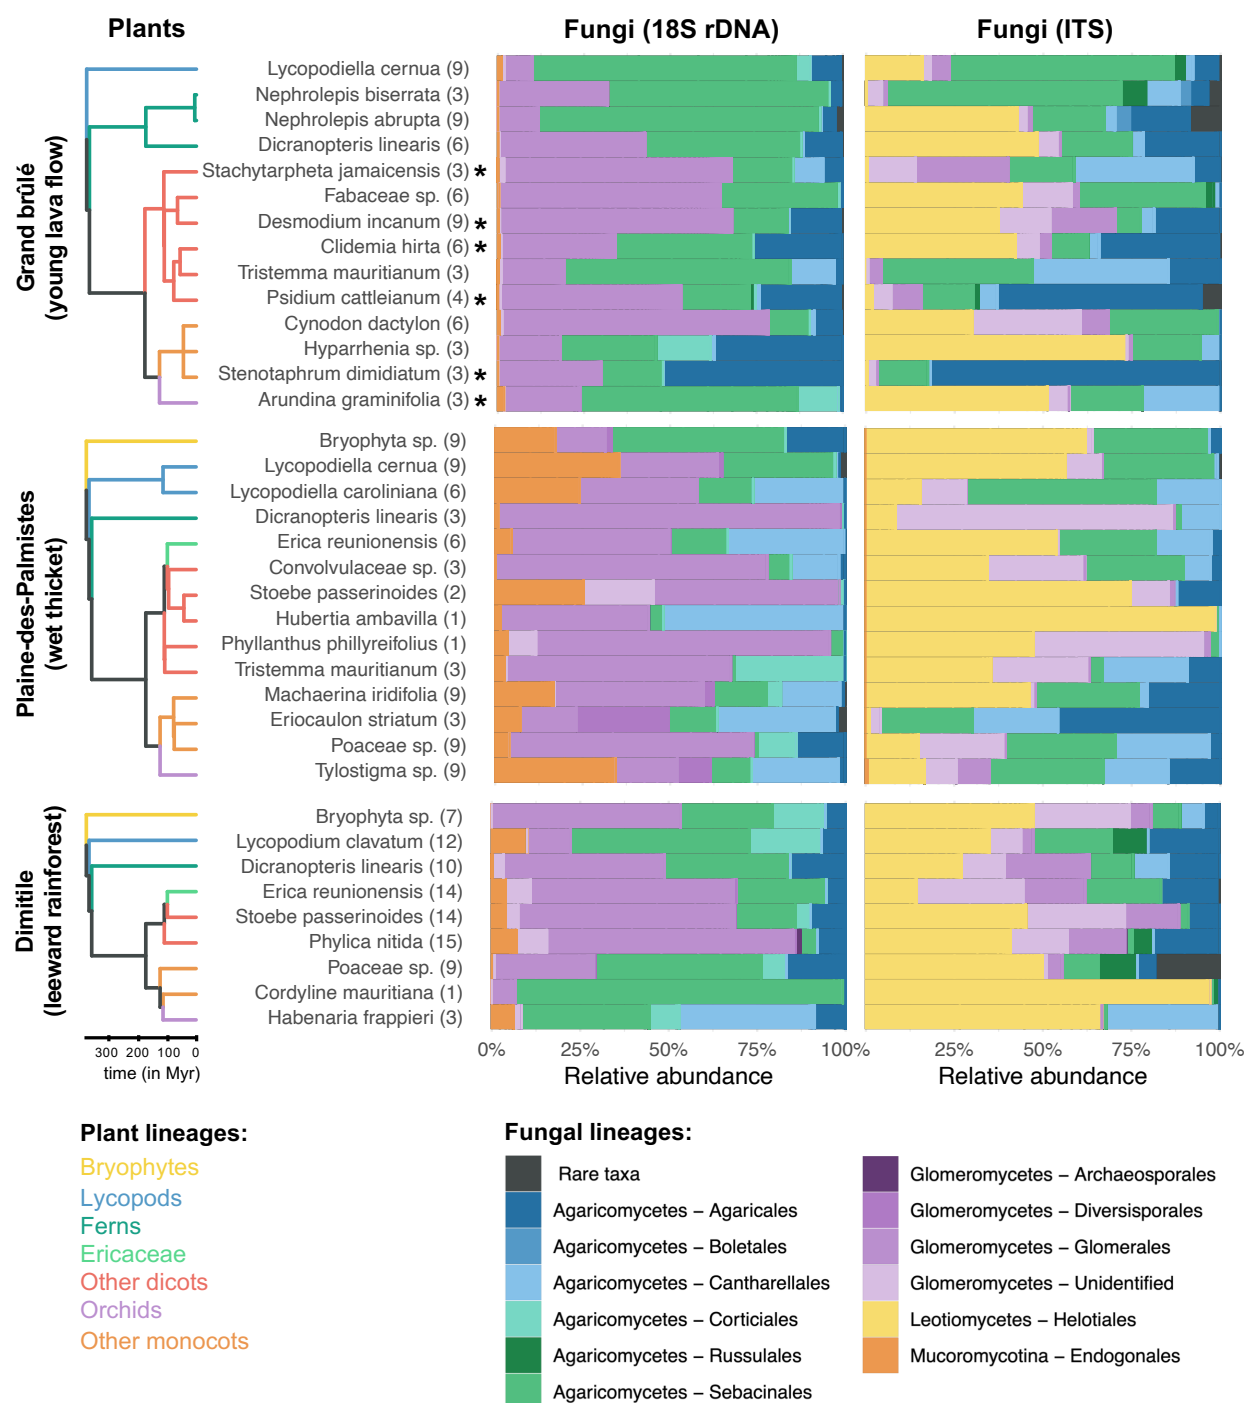 Plants
Fungi (18S rDNA)
Fungi (ITS)
Grand brûlé
(young lava flow)
Lycopodiella cernua (9)
Nephrolepis biserrata (3)
Nephrolepis abrupta (9)
Dicranopteris linearis (6)
Stachytarpheta jamaicensis (3) *
Fabaceae sp. (6)
Desmodium incanum (9) *
Clidemia hirta (6) *
Tristemma mauritianum (3)
Psidium cattleianum (4) *
Cynodon dactylon (6)
Hyparrhenia sp. (3)
Stenotaphrum dimidiatum (3) *
Arundina graminifolia (3) *
Plaine-des-Palmistes
(wet thicket)
Bryophyta sp. (9)
Lycopodiella cernua (9)
Lycopodiella caroliniana (6)
Dicranopteris linearis (3)
Erica reunionensis (6)
Convolvulaceae sp. (3)
Stoebe passerinoides (2)
Hubertia ambavilla (1)
Phyllanthus phillyreifolius (1)
Tristemma mauritianum (3)
Machaerina iridifolia (9)
Eriocaulon striatum (3)
Poaceae sp. (9)
Tylostigma sp. (9)
Dimitile
(leeward rainforest)
Bryophyta sp. (7)
Lycopodium clavatum (12)
Dicranopteris linearis (10)
Erica reunionensis (14)
Stoebe passerinoides (14)
Phylica nitida (15)
Poaceae sp. (9)
Cordyline mauritiana (1)
Habenaria frappieri (3)
300 200 100 0
time (in Myr)
0% 25% 50% 75% 100%
Relative abundance
25% 50% 75% 100%
Relative abundance
Plant lineages:
Bryophytes
Lycopods
Ferns
Ericaceae
Other dicots
Orchids
Other monocots
Fungal lineages:
Rare taxa
Agaricomycetes − Agaricales
Agaricomycetes − Boletales
Agaricomycetes − Cantharellales
Agaricomycetes − Corticiales
Agaricomycetes − Russulales
Agaricomycetes − Sebacinales
Glomeromycetes − Archaeosporales
Glomeromycetes − Diversisporales
Glomeromycetes − Glomerales
Glomeromycetes − Unidentified
Leotiomycetes − Helotiales
Mucoromycotina − Endogonales